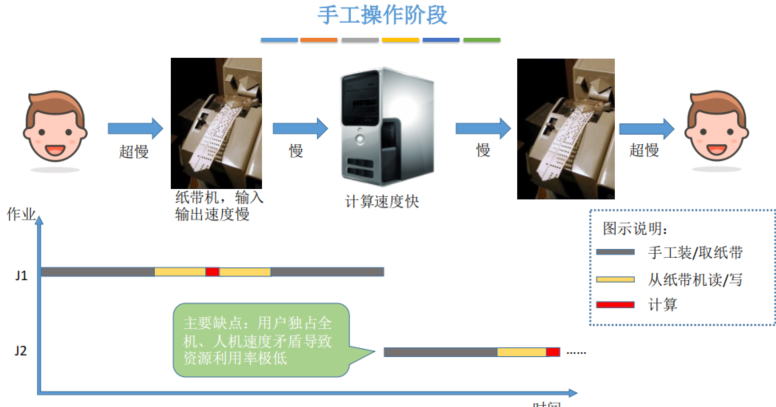 手工操作阶段
超慢
慢
慢
超慢
纸带机，输入
输出速度慢
计算速度快
作业
图示说明：
手工装/取纸带
从纸带机读/写
计算
J1
主要缺点：用户独占全
机、人机速度矛盾导致
资源利用率极低
J2
......
时间